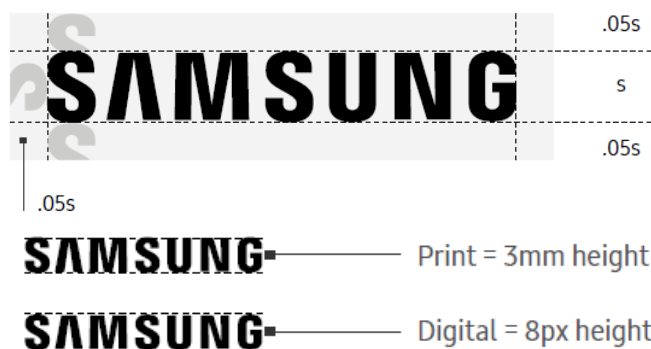 .05s
SAMSUNG
s
.05s
.05s
SAMSUNG
Print = 3mm height
SAMSUNG
Digital = 8px height